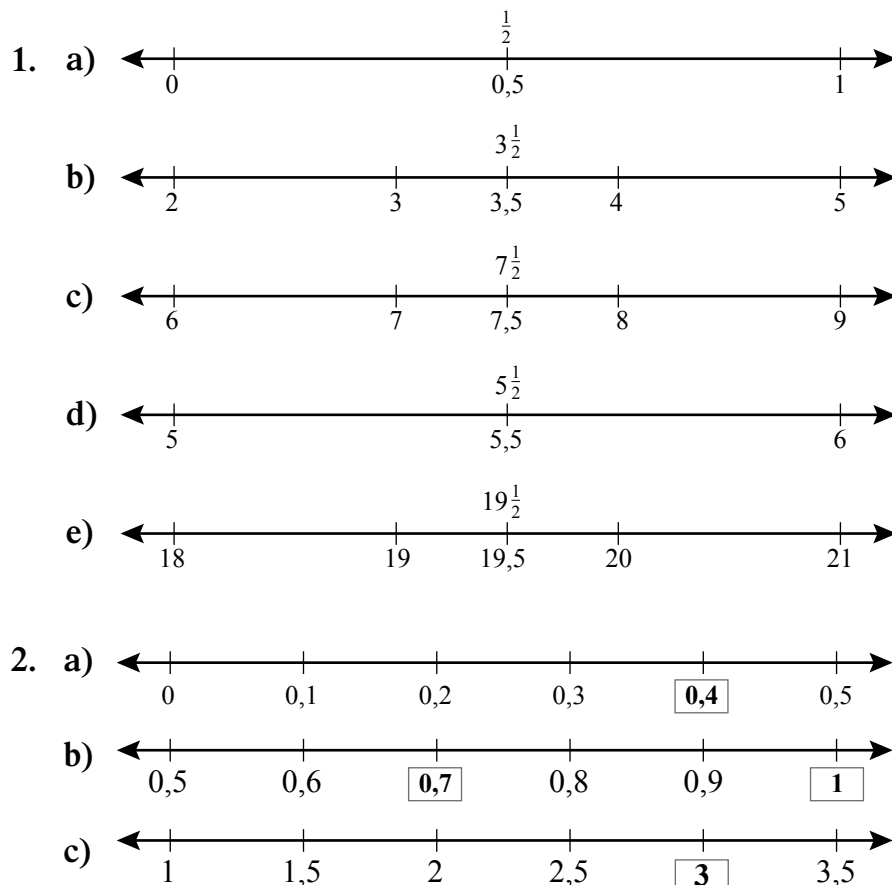 1. a) 1/2
0 0,5 1
b) 3 1/2
2 3 3,5 4 5
c) 7 1/2
6 7 7,5 8 9
d) 5 1/2
5 5,5 6
e) 19 1/2
18 19 19,5 20 21
2. a)
0 0,1 0,2 0,3 0,4 0,5
b)
0,5 0,6 0,7 0,8 0,9 1
c)
1 1,5 2 2,5 3 3,5